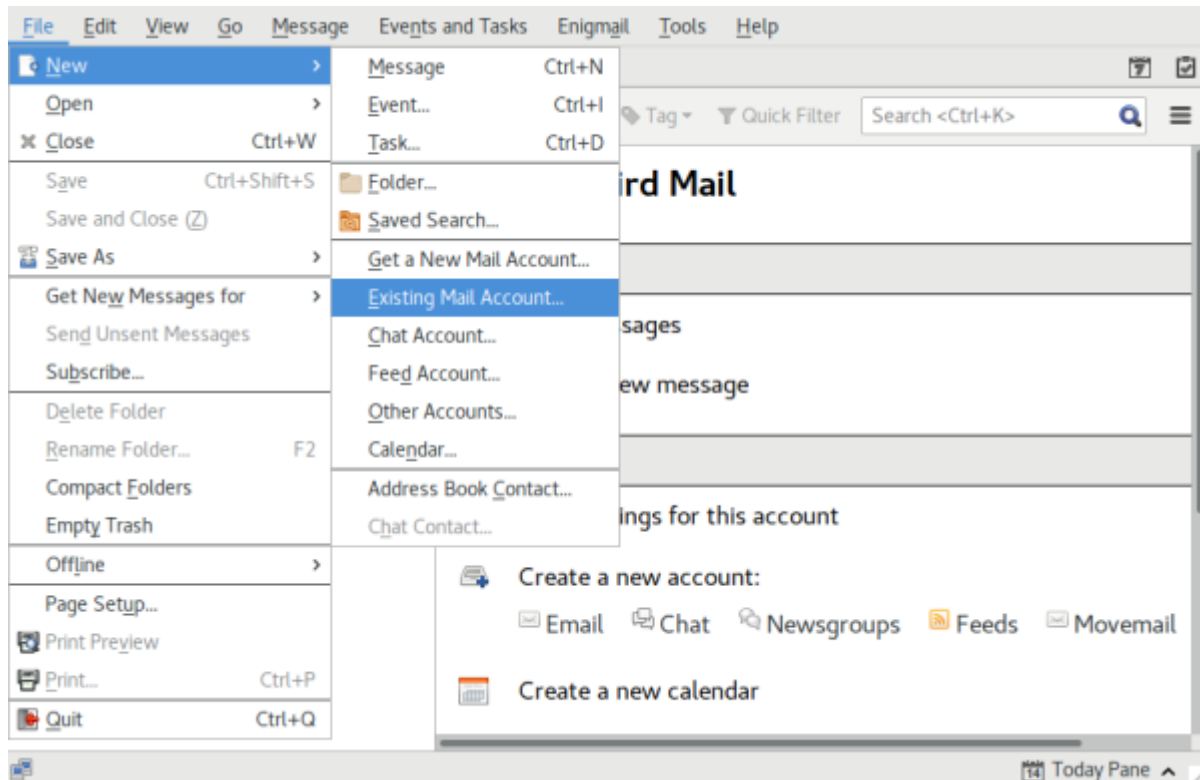 File Edit View Go Message Events and Tasks Enigmail Tools Help
New
Open
Close Ctrl+W
Save Ctrl+Shift+S
Save and Close (Z)
Save As
Get New Messages for
Send Unsent Messages
Subscribe...
Delete Folder
Rename Folder... F2
Compact Folders
Empty Trash
Offline
Page Setup...
Print Preview
Print... Ctrl+P
Quit Ctrl+Q
Message Ctrl+N
Event... Ctrl+I
Task... Ctrl+D
Folder...
Saved Search...
Get a New Mail Account...
Existing Mail Account...
Chat Account...
Feed Account...
Other Accounts...
Calendar...
Address Book Contact...
Chat Contact...
Tag Quick Filter Search <Ctrl+K>
ird Mail
sages
ew message
ings for this account
Create a new account:
Email Chat Newsgroups Feeds Movemail
Create a new calendar
14 Today Pane